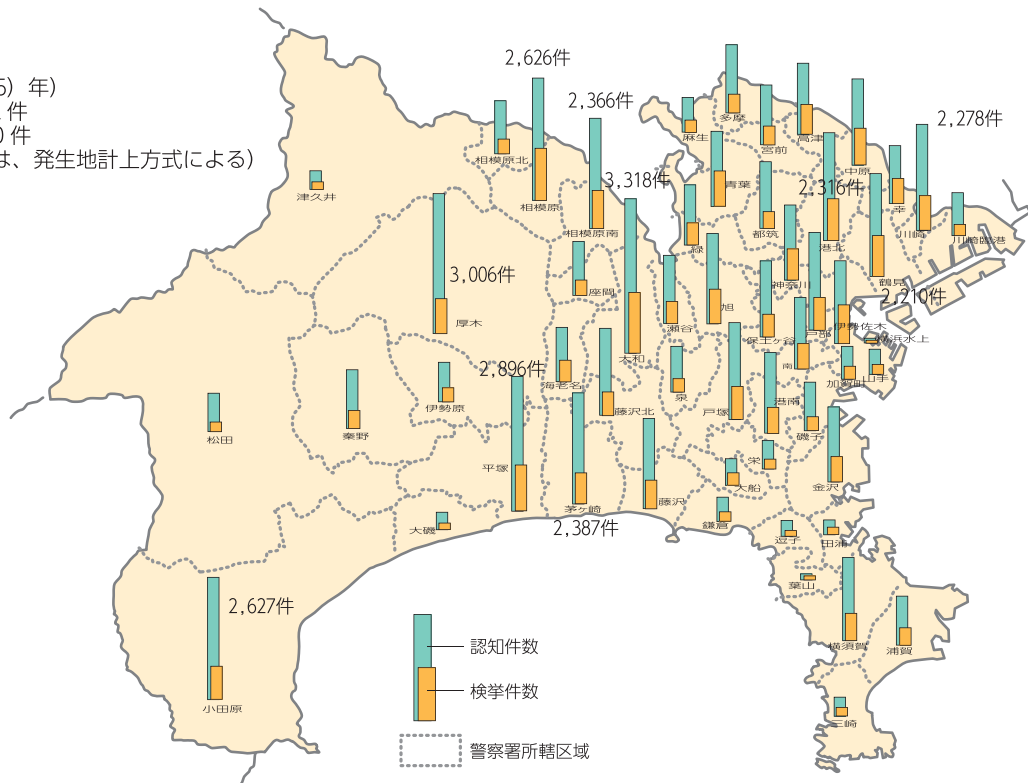 5）年）
件
0 件
は、発生地計上方式による）
2,626件
2,366件
2,278件
3,318件
2,316件
3,006件
2,210件
2,896件
2,387件
2,627件
多摩
麻生
宮前
高津
中原
幸
川崎
川崎臨港
相模原北
相模原
相模原南
津久井
青葉
都筑
港北
緑
鶴見
神奈川
座間
厚木
大和
瀬谷
旭
保土ヶ谷
戸部
伊勢佐木
横浜水上
南
加賀町
山手
海老名
伊勢原
秦野
松田
藤沢北
泉
戸塚
港南
磯子
平塚
茅ヶ崎
藤沢
栄
大船
金沢
大磯
鎌倉
逗子
田浦
葉山
横須賀
浦賀
小田原
三崎
認知件数
検挙件数
警察署所轄区域